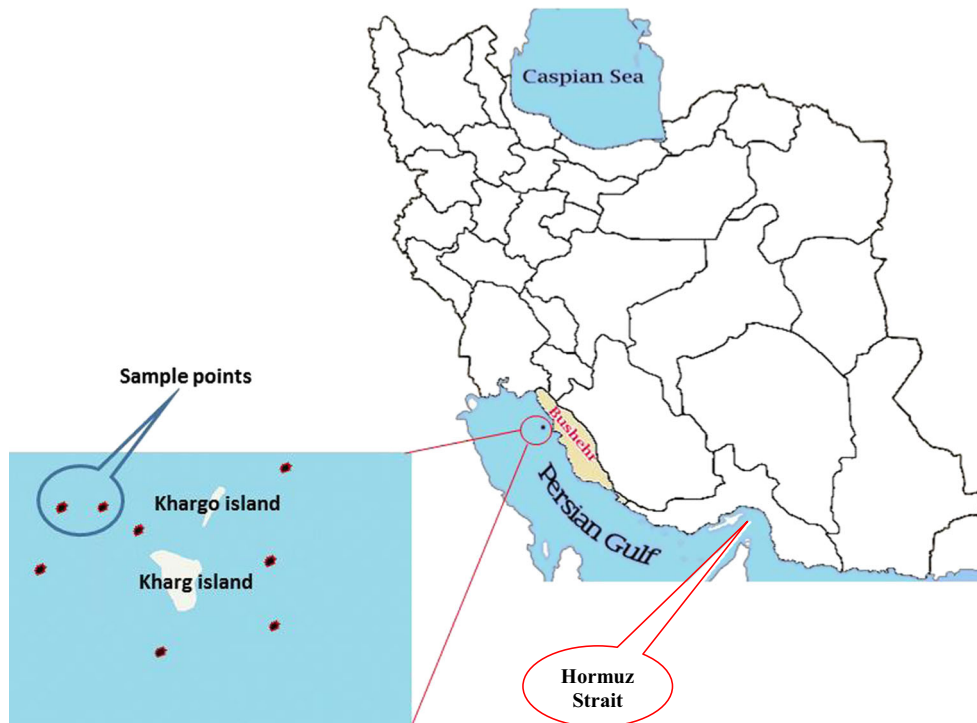 Caspian Sea
Sample points
Bushehr
Khargo island
Persian Gulf
Kharg island
Hormuz
Strait